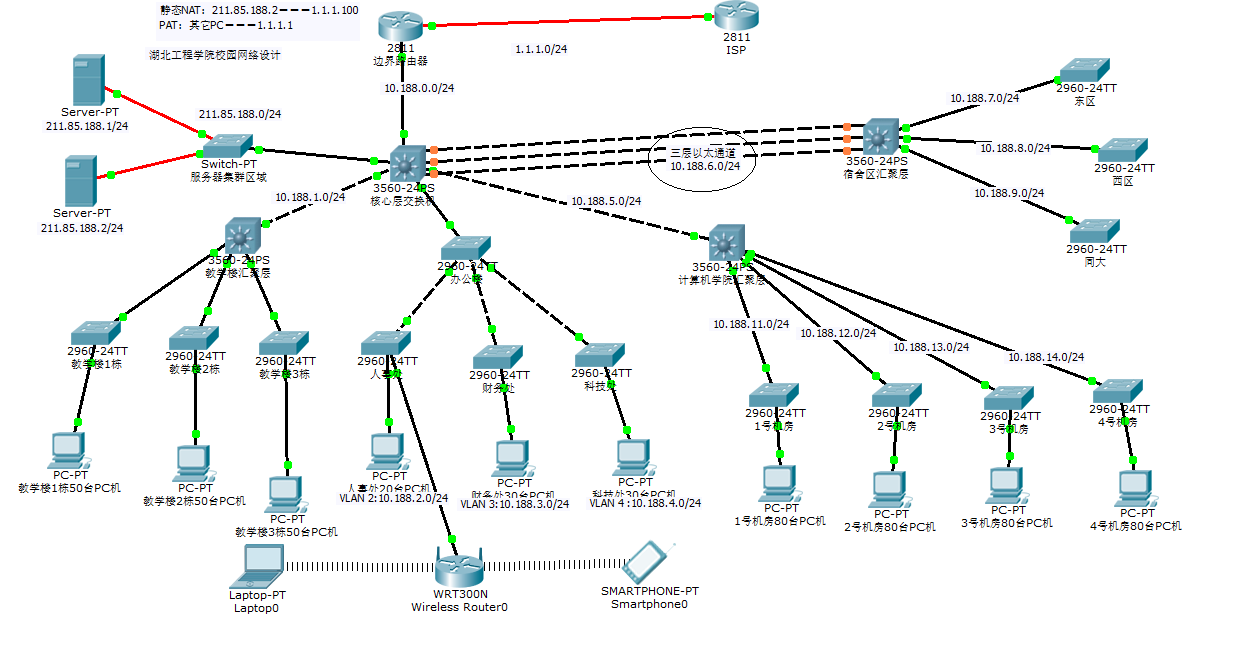 静态NAT: 211.85.188.2———1.1.1.100
PAT: 其它PC———1.1.1.1
湖北工程学院校园网络设计
2811
边界路由器
2811
ISP
1.1.1.0/24
10.188.0.0/24
Server-PT
211.85.188.1/24
211.85.188.0/24
Switch-PT
服务器集群区域
Server-PT
211.85.188.2/24
3560-24PS
核心层交换机
三层以太通道
10.188.6.0/24
3560-24PS
宿舍区汇聚层
10.188.7.0/24
2960-24TT
东区
10.188.8.0/24
2960-24TT
西区
10.188.9.0/24
2960-24TT
同大
10.188.1.0/24
10.188.5.0/24
3560-24PS
教学楼汇聚层
2960-24TT
办公楼
3560-24PS
计算机学院汇聚层
2960-24TT
教学楼1栋
2960-24TT
教学楼2栋
2960-24TT
教学楼3栋
2960-24TT
人事处
2960-24TT
财务处
2960-24TT
科技处
10.188.11.0/24
10.188.12.0/24
10.188.13.0/24
10.188.14.0/24
2960-24TT
1号机房
2960-24TT
2号机房
2960-24TT
3号机房
2960-24TT
4号机房
PC-PT
教学楼1栋50台PC机
PC-PT
教学楼2栋50台PC机
PC-PT
教学楼3栋50台PC机
PC-PT
人事处20台PC机
VLAN 2:10.188.2.0/24
PC-PT
财务处30台PC机
VLAN 3:10.188.3.0/24
PC-PT
科技处30台PC机
VLAN 4 :10.188.4.0/24
PC-PT
1号机房80台PC机
PC-PT
2号机房80台PC机
PC-PT
3号机房80台PC机
PC-PT
4号机房80台PC机
Laptop-PT
Laptop0
WRT300N
Wireless Router0
SMARTPHONE-PT
Smartphone0